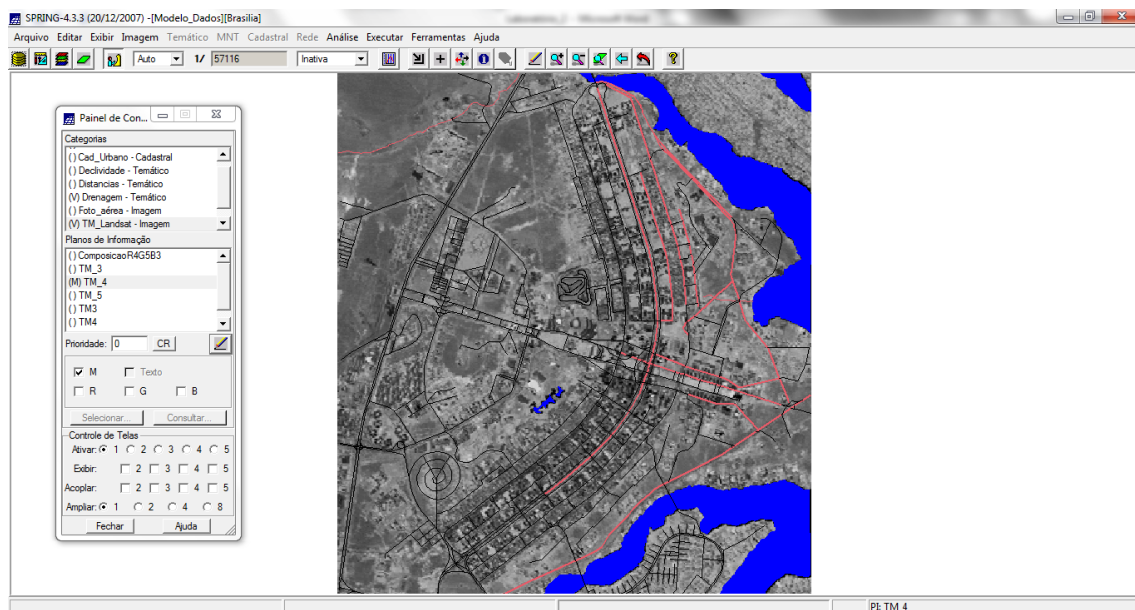 SPRING-4.3.3 (20/12/2007) -[Modelo_Dados][Brasilia]
Arquivo Editar Exibir Imagem Temático MNT Cadastral Rede Análise Executar Ferramentas Ajuda
Auto 1/ 57116 Inativa
Painel de Con...
Categorias
( ) Cad_Urbano - Cadastral
( ) Declividade - Temático
( ) Distancias - Temático
(V) Drenagem - Temático
( ) Foto_aérea - Imagem
(V) TM_Landsat - Imagem
Planos de Informação
( ) ComposicaoR4G5B3
( ) TM_3
(M) TM_4
( ) TM_5
( ) TM3
( ) TM4
Prioridade: 0 CR
M Texto
R G B
Selecionar... Consultar...
Controle de Telas
Ativar: 1 2 3 4 5
Exibir: 2 3 4 5
Acoplar: 2 3 4 5
Ampliar: 1 2 4 8
Fechar Ajuda
PI: TM_4